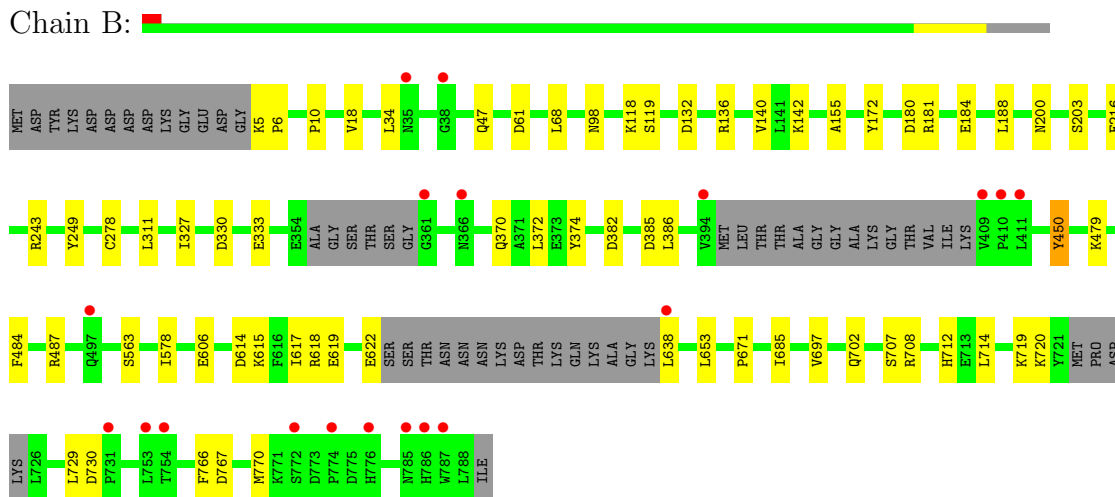 Chain B:
MET ASP TYR LYS ASP ASP ASP ASP LYS GLY GLU ASP GLY K5 P6 P10 V18 L34 N35 G38 Q47 D61 L68 N98 K118 S119 D132 R136 V140 L141 K142 A155 Y172 D180 R181 E184 L188 N200 S203
R243 Y249 C278 L311 I327 D330 E333 E354 ALA GLY SER THR SER GLY G361 N366 Q370 A371 L372 E373 Y374 D382 D385 L386 V394 MET LEU THR THR ALA GLY GLY ALA LYS GLY THR VAL ILE LYS V409 P410 L411 Y450 K479
F484 R487 Q497 S563 I578 E606 D614 K615 F616 I617 R618 E619 E622 SER SER THR ASN ASN ASN LYS ASP THR LYS GLN LYS ALA GLY LYS L638 L653 P671 I685 V697 Q702 S707 R708 H712 E713 L714 K719 K720 Y721 MET PRO ASP
LYS L726 L729 D730 P731 L753 T754 F766 D767 M770 K771 S772 D773 P774 D775 H776 N785 H786 W787 L788 ILE